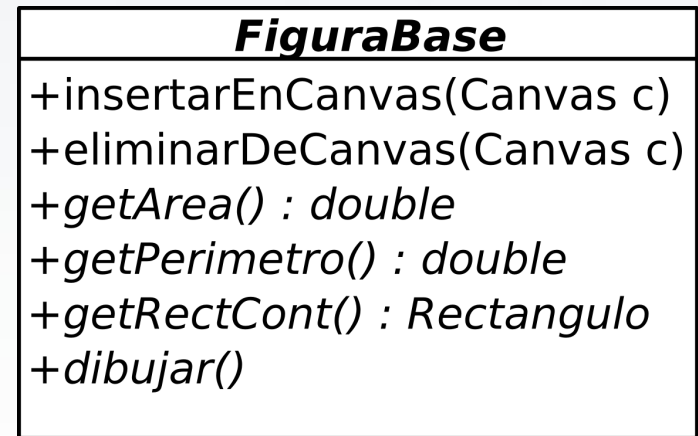 FiguraBase
+insertarEnCanvas(Canvas c)
+eliminarDeCanvas(Canvas c)
+getArea() : double
+getPerimetro() : double
+getRectCont() : Rectangulo
+dibujar()